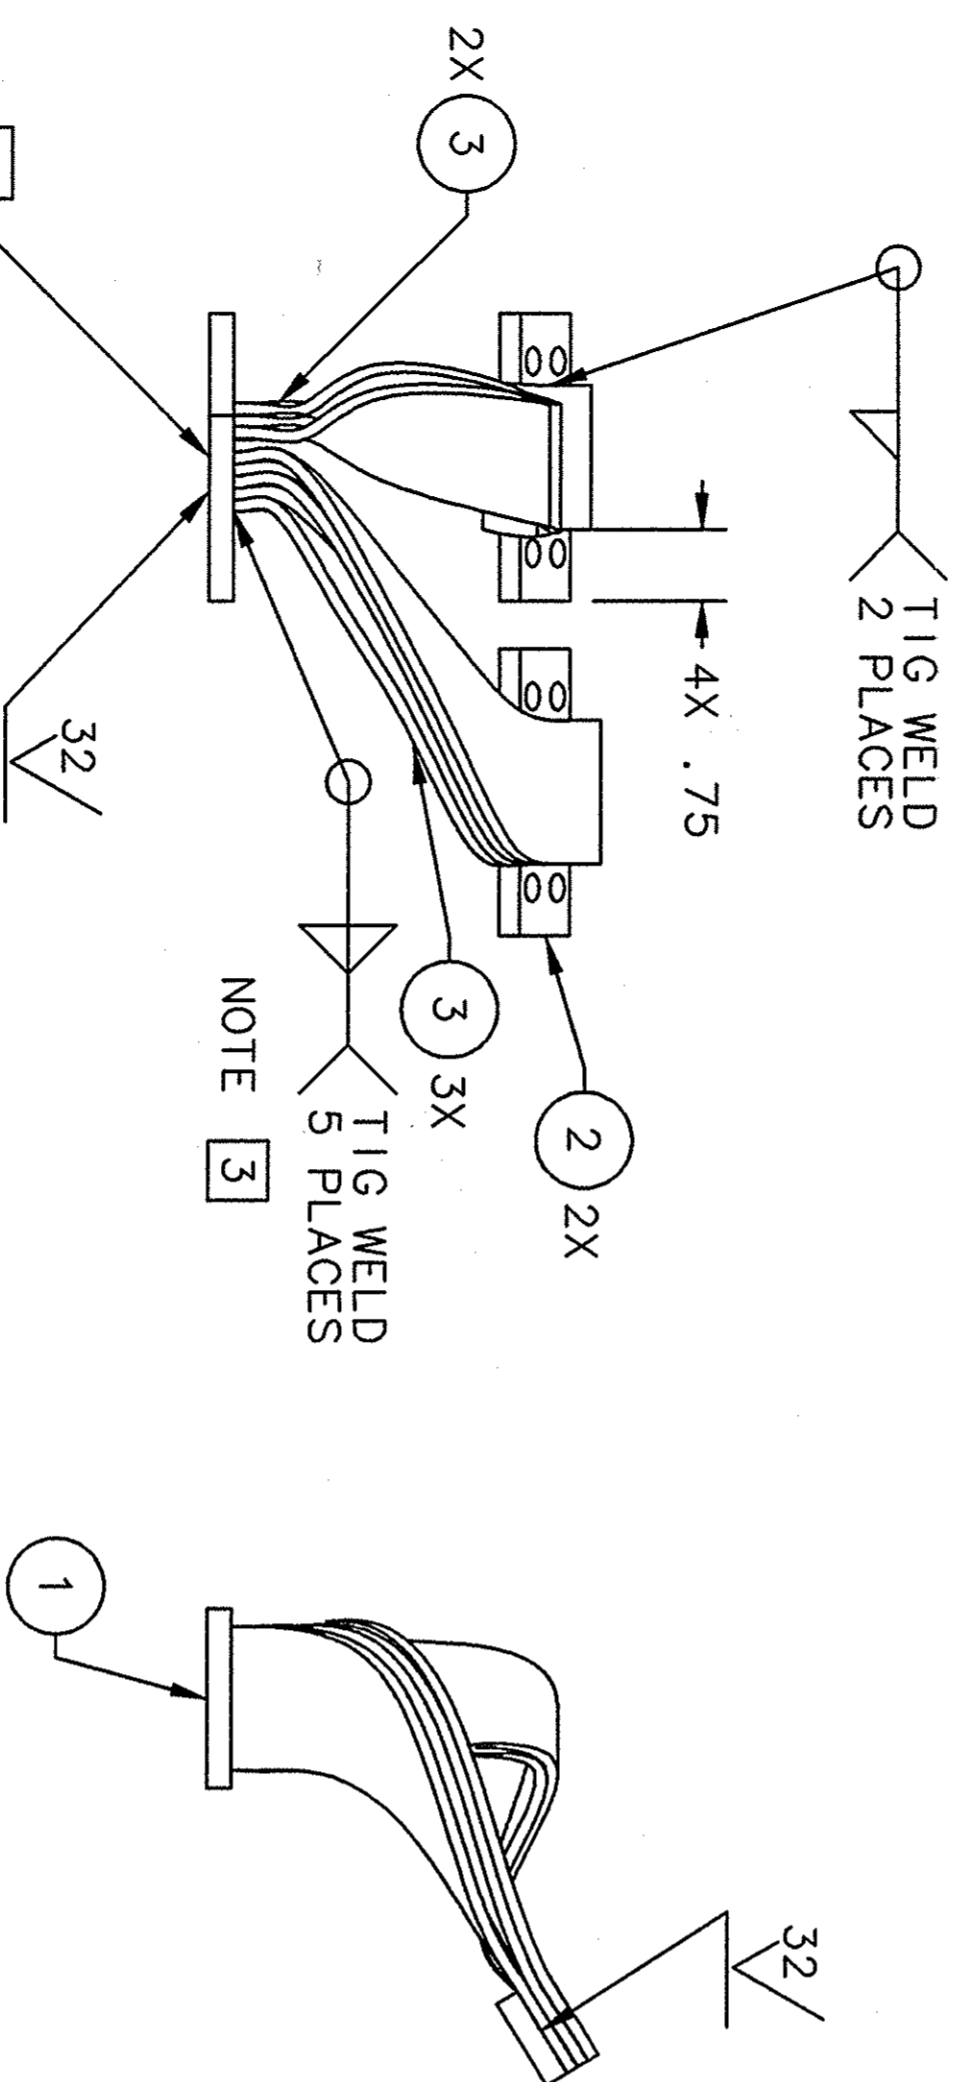 TIG WELD
2 PLACES
4X .75
2X
3
2
2X
3
3X
TIG WELD
5 PLACES
NOTE 3
32
32
1